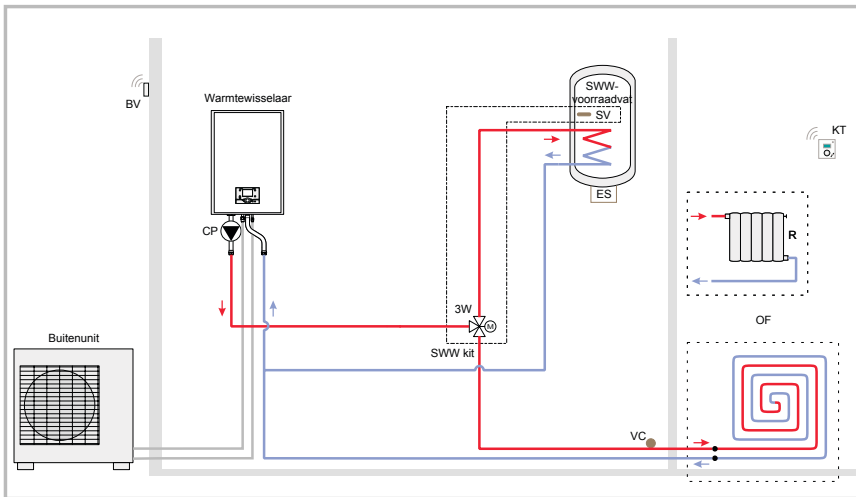 BV
Warmtewisselaar
SWW-
voorraadvat
SV
KT
ES
R
CP
3W
M
SWW kit
OF
Buitenunit
VC